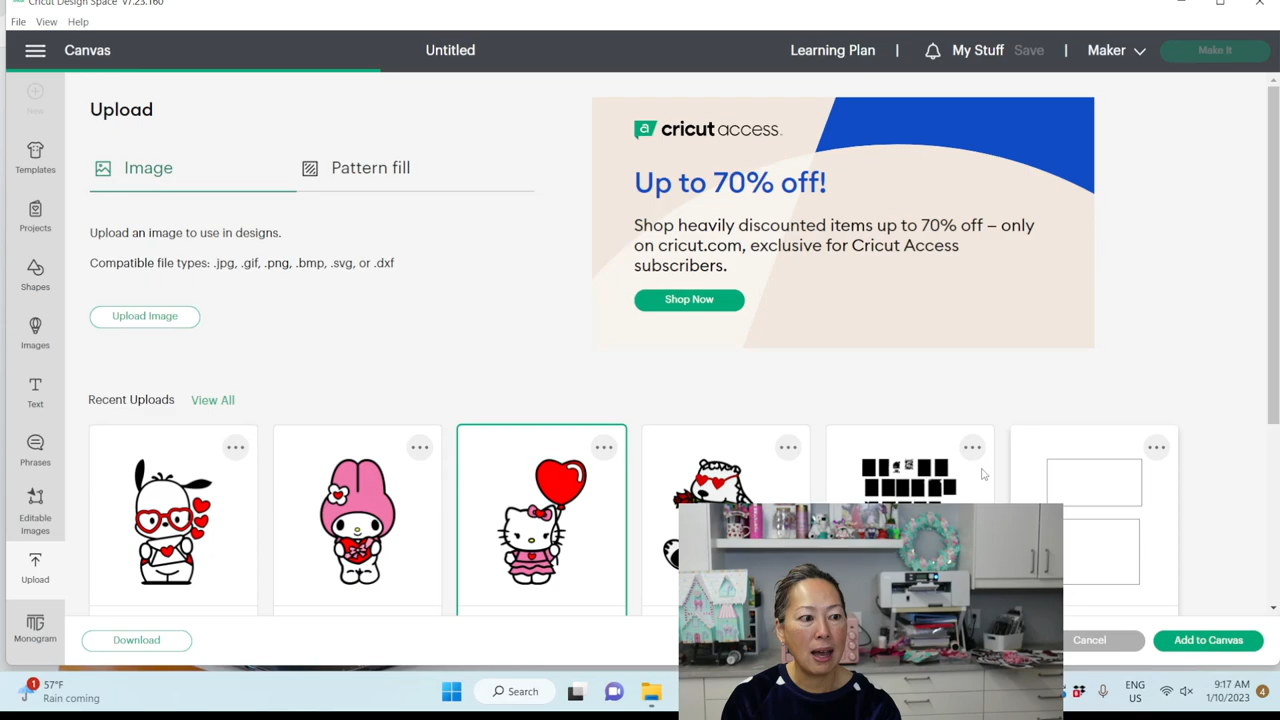 Cricut Design Space v7.23.160
File View Help
Canvas
Untitled
Learning Plan | My Stuff Save | Maker Make It
New
Templates
Projects
Shapes
Images
Text
Phrases
Editable
Images
Upload
Monogram
Upload
Image
Pattern fill
Upload an image to use in designs.
Compatible file types: .jpg, .gif, .png, .bmp, .svg, or .dxf
Upload Image
a cricut access.
Up to 70% off!
Shop heavily discounted items up to 70% off – only
on cricut.com, exclusive for Cricut Access
subscribers.
Shop Now
Recent Uploads View All
Download
Cancel
Add to Canvas
1
57°F
Rain coming
Search
ENG
US
9:17 AM
1/10/2023
4